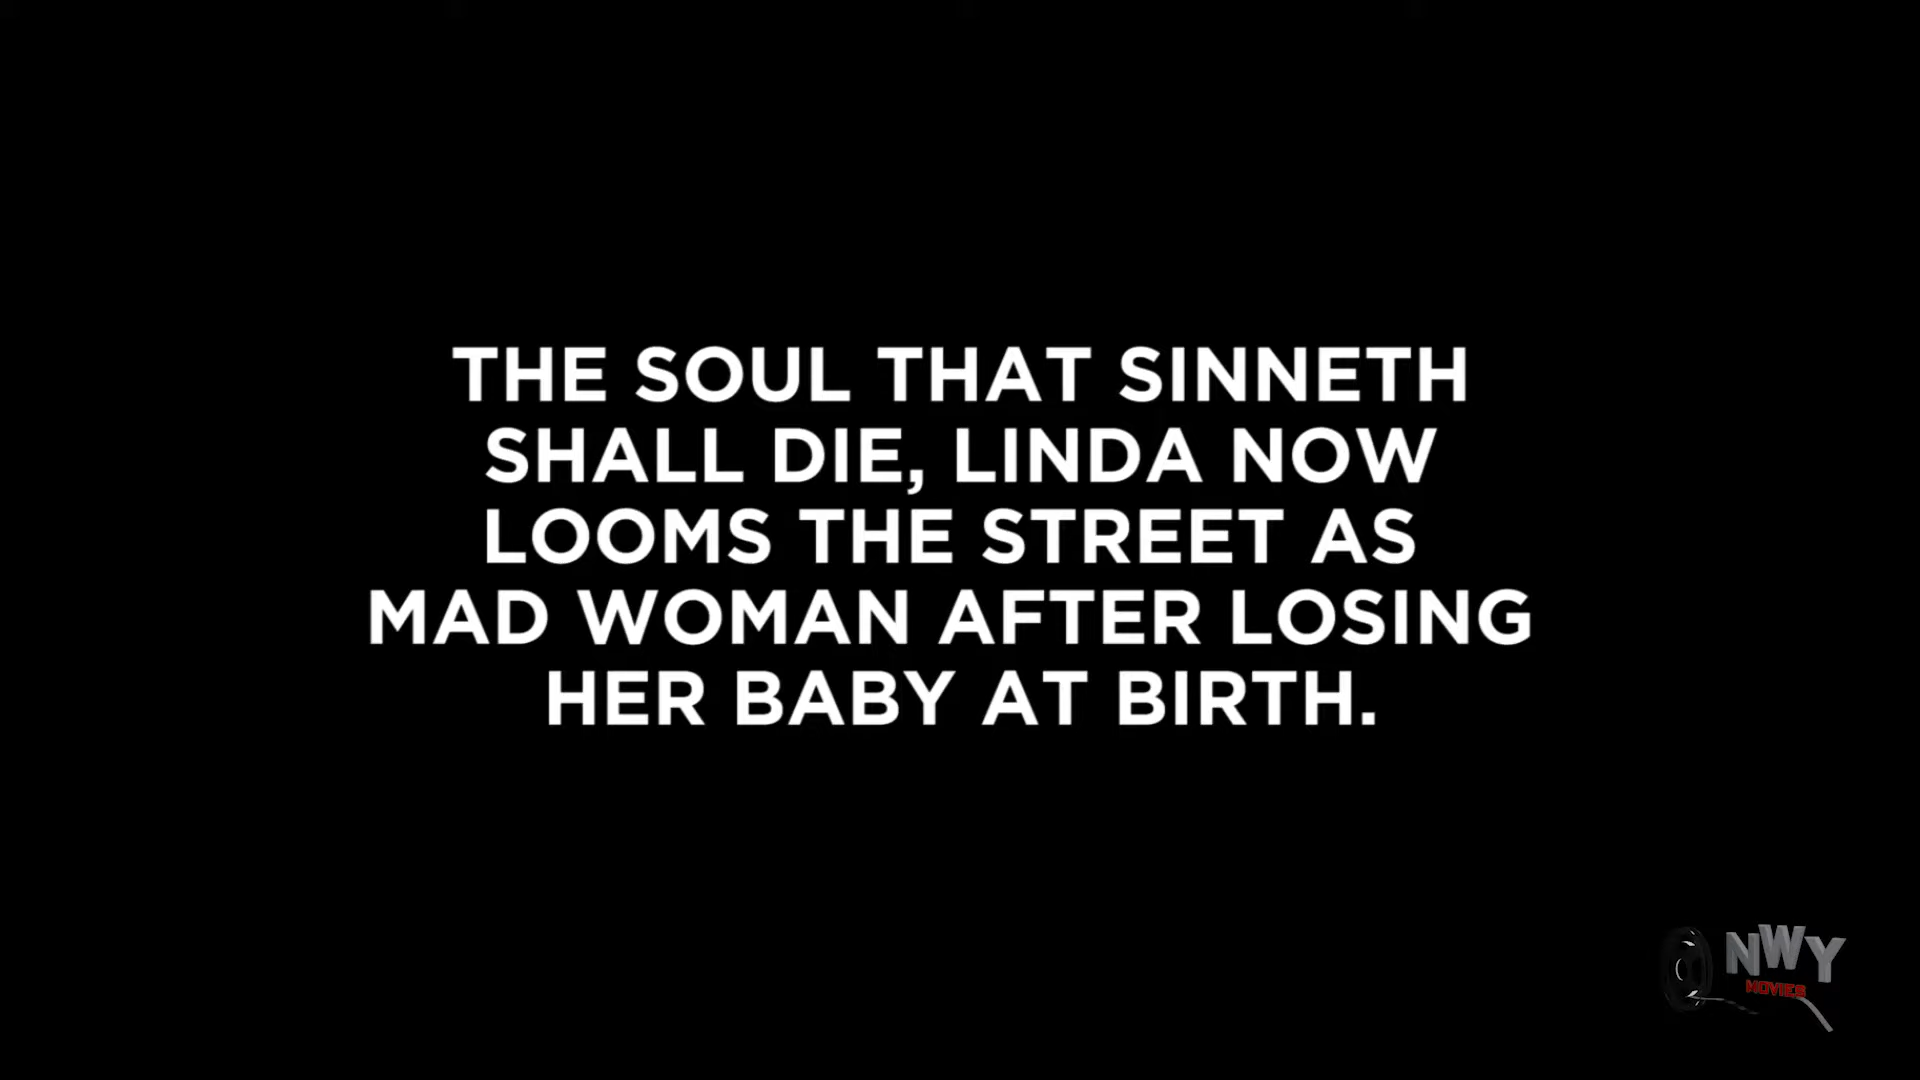 THE SOUL THAT SINNETH
SHALL DIE, LINDA NOW
LOOMS THE STREET AS
MAD WOMAN AFTER LOSING
HER BABY AT BIRTH.
NWY
MOVIES